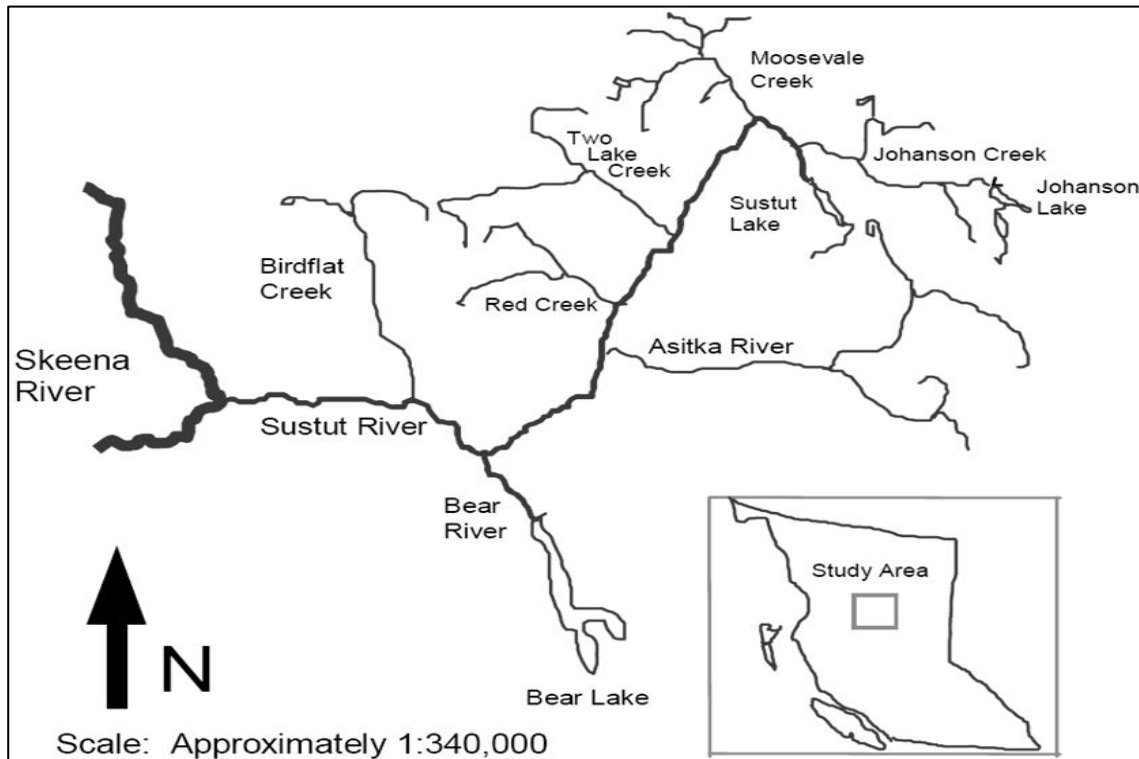 Moosevale
Creek
Two
Lake
Creek
Johanson Creek
Johanson
Lake
Sustut
Lake
Birdflat
Creek
Red Creek
Asitka River
Skeena
River
Sustut River
Bear
River
Study Area
N
Bear Lake
Scale: Approximately 1:340,000